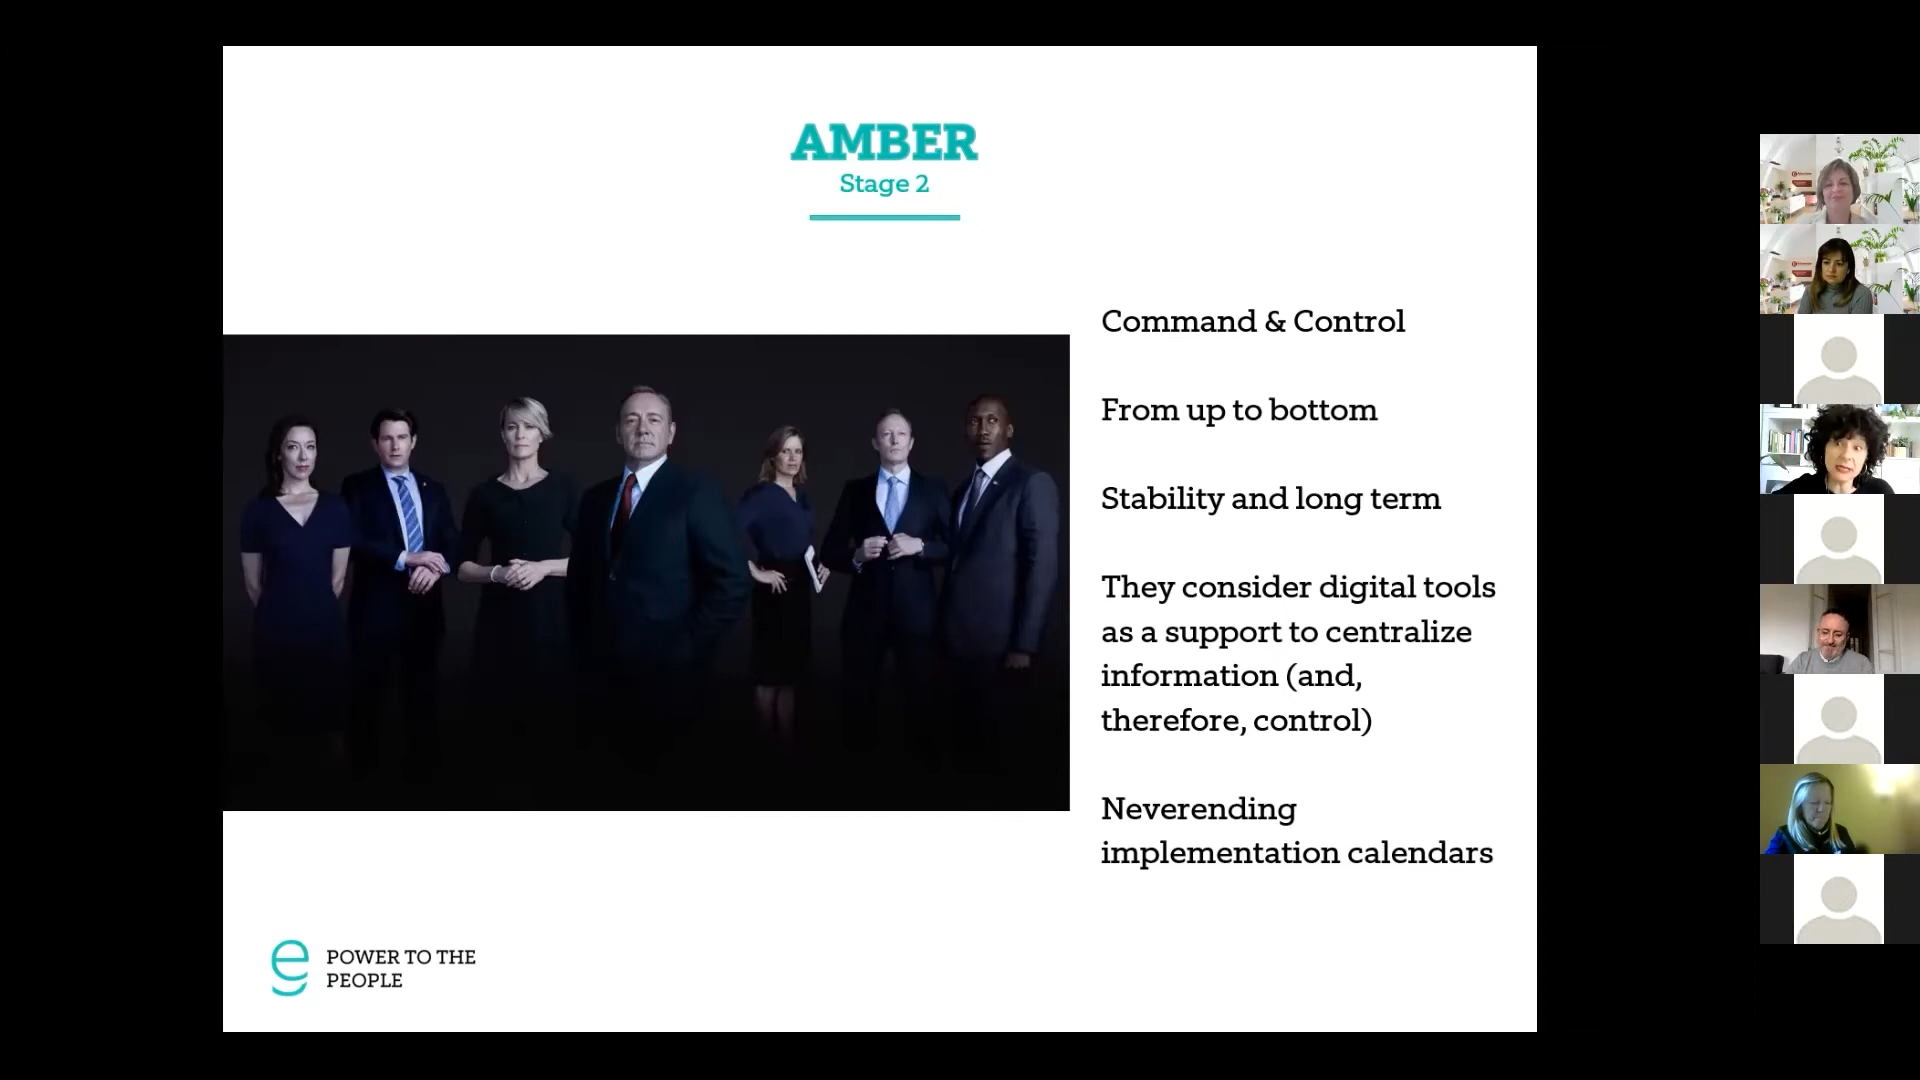 AMBER
Stage 2
Command & Control
From up to bottom
Stability and long term
They consider digital tools
as a support to centralize
information (and,
therefore, control)
Neverending
implementation calendars
e
POWER TO THE
PEOPLE